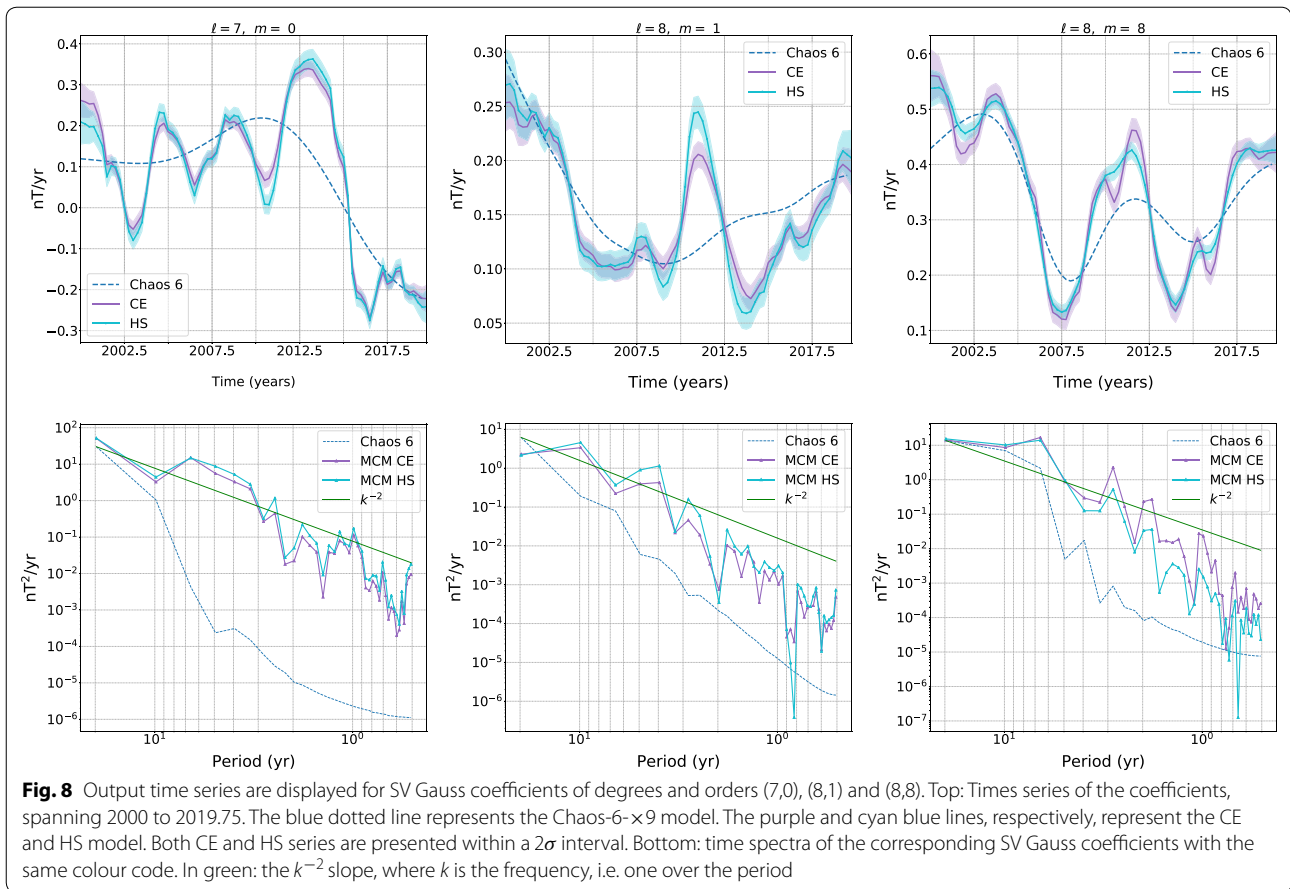 ℓ = 7, m = 0
0.4
0.3
0.2
0.1
0.0
−0.1
−0.2
−0.3
nT/yr
Chaos 6
CE
HS
2002.5 2007.5 2012.5 2017.5
Time (years)
ℓ = 8, m = 1
0.30
0.25
0.20
0.15
0.10
0.05
nT/yr
Chaos 6
CE
HS
2002.5 2007.5 2012.5 2017.5
Time (years)
ℓ = 8, m = 8
0.6
0.5
0.4
0.3
0.2
0.1
nT/yr
Chaos 6
CE
HS
2002.5 2007.5 2012.5 2017.5
Time (years)
10²
10¹
10⁰
10⁻¹
10⁻²
10⁻³
10⁻⁴
10⁻⁵
10⁻⁶
nT²/yr
Chaos 6
MCM CE
MCM HS
k⁻²
10¹ 10⁰
Period (yr)
10¹
10⁰
10⁻¹
10⁻²
10⁻³
10⁻⁴
10⁻⁵
10⁻⁶
nT²/yr
Chaos 6
MCM CE
MCM HS
k⁻²
10¹ 10⁰
Period (yr)
10¹
10⁰
10⁻¹
10⁻²
10⁻³
10⁻⁴
10⁻⁵
10⁻⁶
10⁻⁷
nT²/yr
Chaos 6
MCM CE
MCM HS
k⁻²
10¹ 10⁰
Period (yr)
Fig. 8 Output time series are displayed for SV Gauss coefficients of degrees and orders (7,0), (8,1) and (8,8). Top: Times series of the coefficients,
spanning 2000 to 2019.75. The blue dotted line represents the Chaos-6-×9 model. The purple and cyan blue lines, respectively, represent the CE
and HS model. Both CE and HS series are presented within a 2σ interval. Bottom: time spectra of the corresponding SV Gauss coefficients with the
same colour code. In green: the k⁻² slope, where k is the frequency, i.e. one over the period